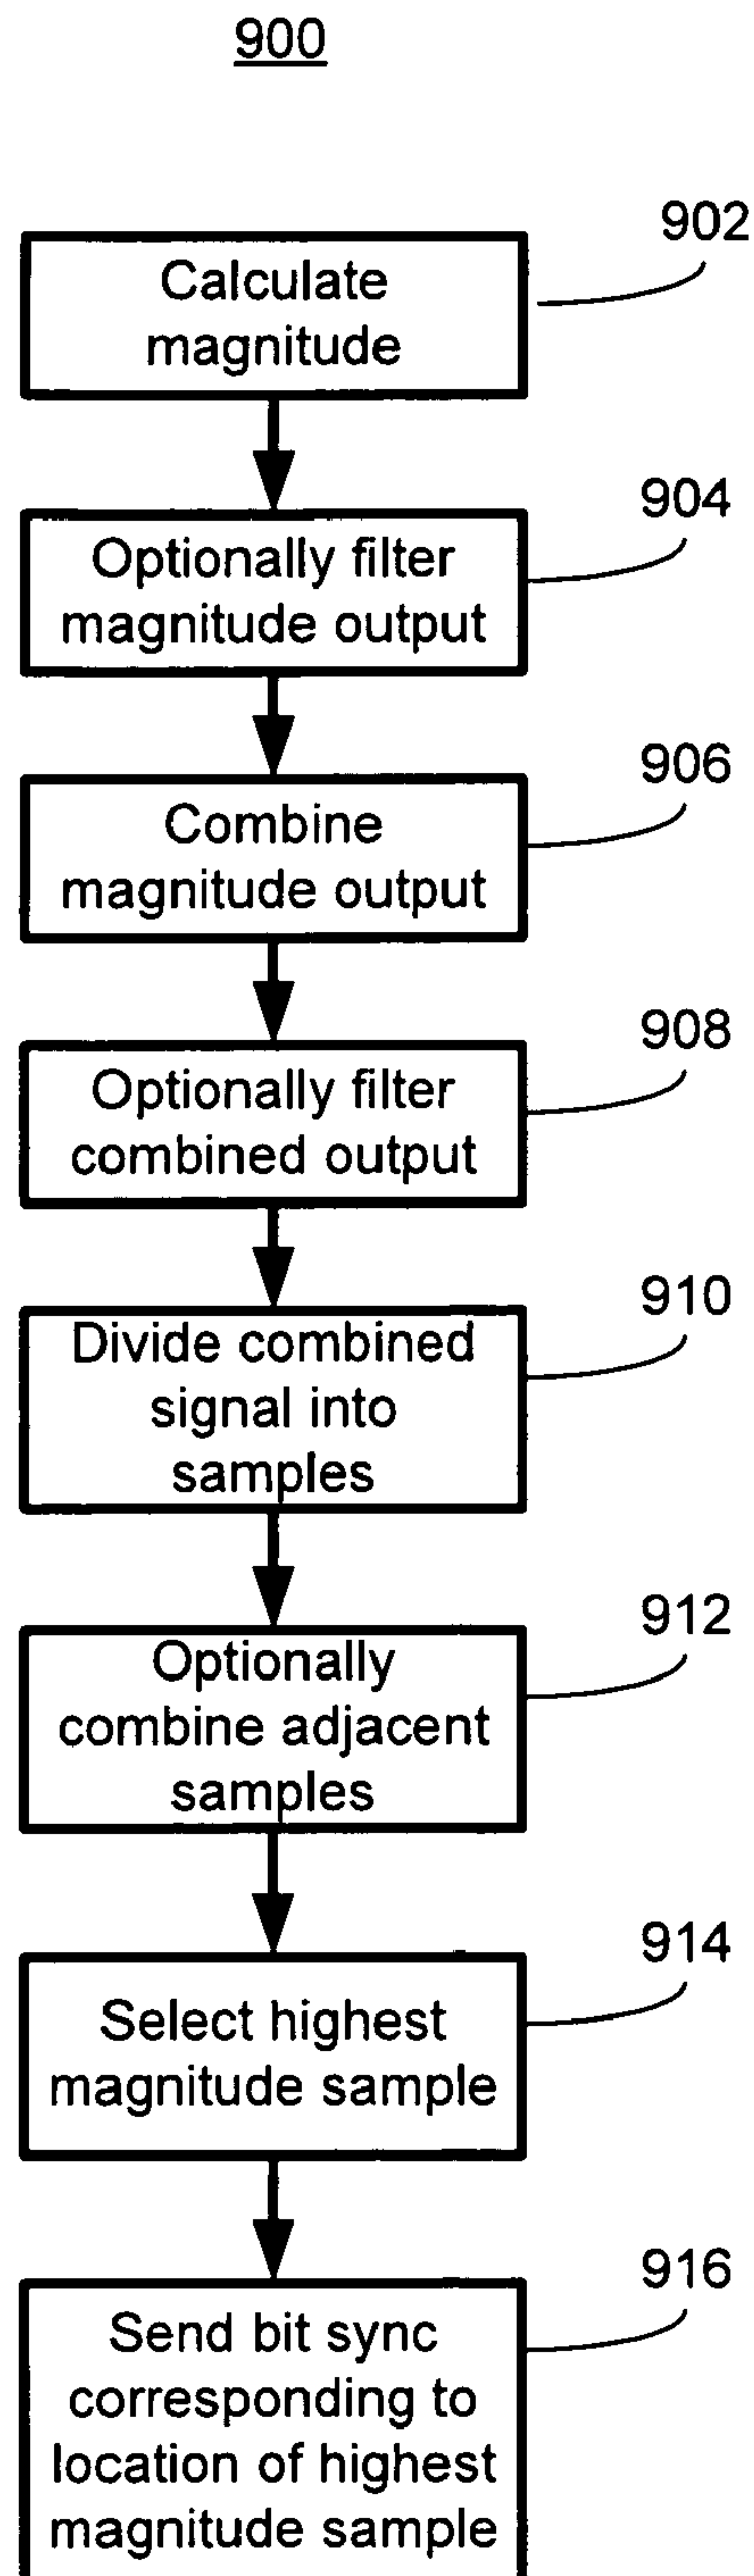 900
902
Calculate
magnitude
904
Optionally filter
magnitude output
906
Combine
magnitude output
908
Optionally filter
combined output
910
Divide combined
signal into
samples
912
Optionally
combine adjacent
samples
914
Select highest
magnitude sample
916
Send bit sync
corresponding to
location of highest
magnitude sample